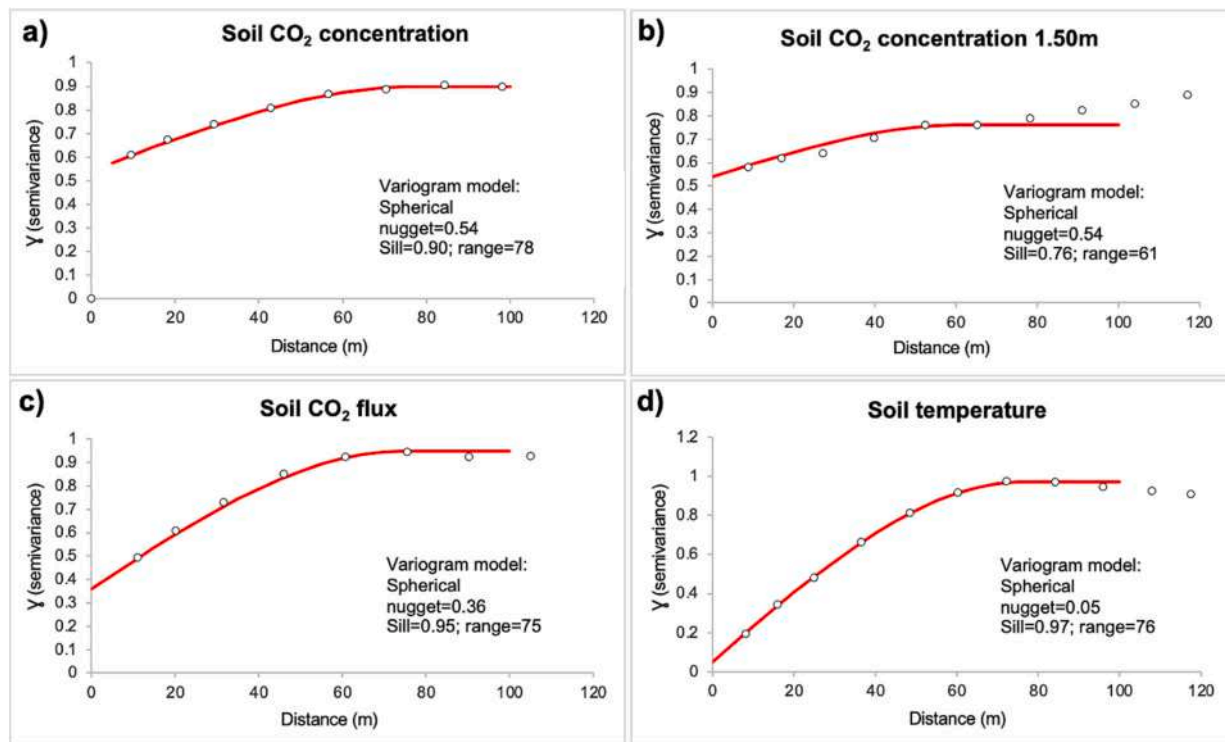 a)
Soil CO₂ concentration
1
0.9
0.8
0.7
0.6
0.5
0.4
0.3
0.2
0.1
0
γ (semivariance)
Variogram model:
Spherical
nugget=0.54
Sill=0.90; range=78
0 20 40 60 80 100 120
Distance (m)
b)
Soil CO₂ concentration 1.50m
1
0.9
0.8
0.7
0.6
0.5
0.4
0.3
0.2
0.1
0
γ (semivariance)
Variogram model:
Spherical
nugget=0.54
Sill=0.76; range=61
0 20 40 60 80 100 120
Distance (m)
c)
Soil CO₂ flux
1
0.9
0.8
0.7
0.6
0.5
0.4
0.3
0.2
0.1
0
γ (semivariance)
Variogram model:
Spherical
nugget=0.36
Sill=0.95; range=75
0 20 40 60 80 100 120
Distance (m)
d)
Soil temperature
1.2
1
0.8
0.6
0.4
0.2
0
γ (semivariance)
Variogram model:
Spherical
nugget=0.05
Sill=0.97; range=76
0 20 40 60 80 100 120
Distance (m)